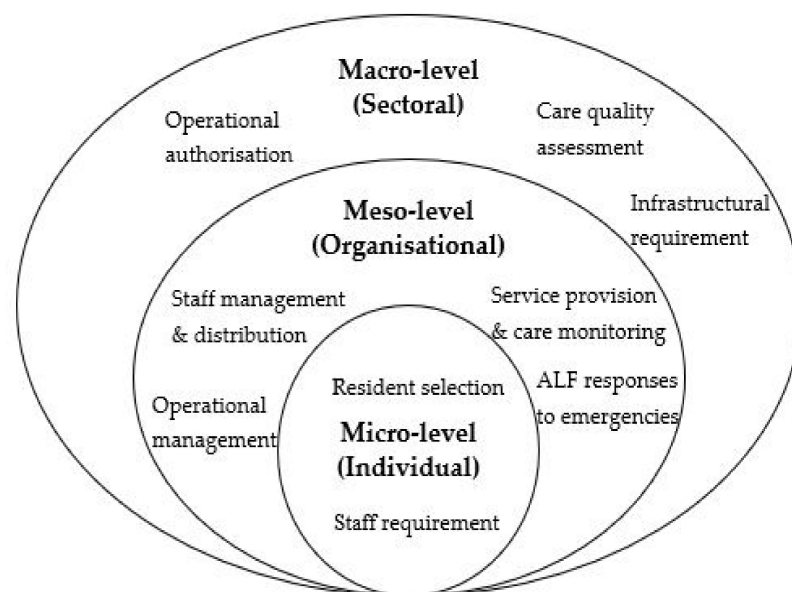 Macro-level
(Sectoral)
Operational
authorisation
Care quality
assessment
Infrastructural
requirement
Meso-level
(Organisational)
Staff management
& distribution
Service provision
& care monitoring
Operational
management
ALF responses
to emergencies
Resident selection
Micro-level
(Individual)
Staff requirement